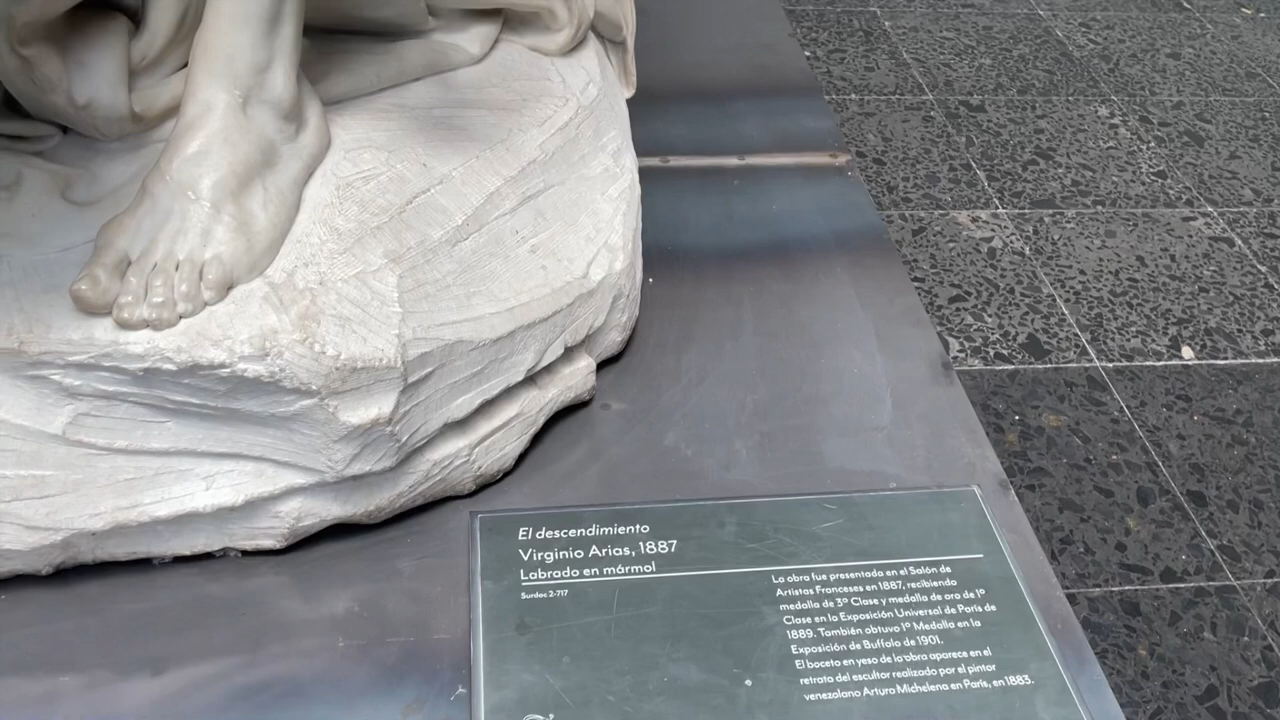 El descendimiento
Virginio Arias, 1887
Labrado en mármol
Surdoc 2-717
La obra fue presentada en el Salón de
Artistas Franceses en 1887, recibiendo
medalla de 3º Clase y medalla de oro de 1º
Clase en la Exposición Universal de París de
1889. También obtuvo 1º Medalla en la
Exposición de Buffalo de 1901.
El boceto en yeso de la obra aparece en el
retrato del escultor realizado por el pintor
venezolano Arturo Michelena en París, en 1883.